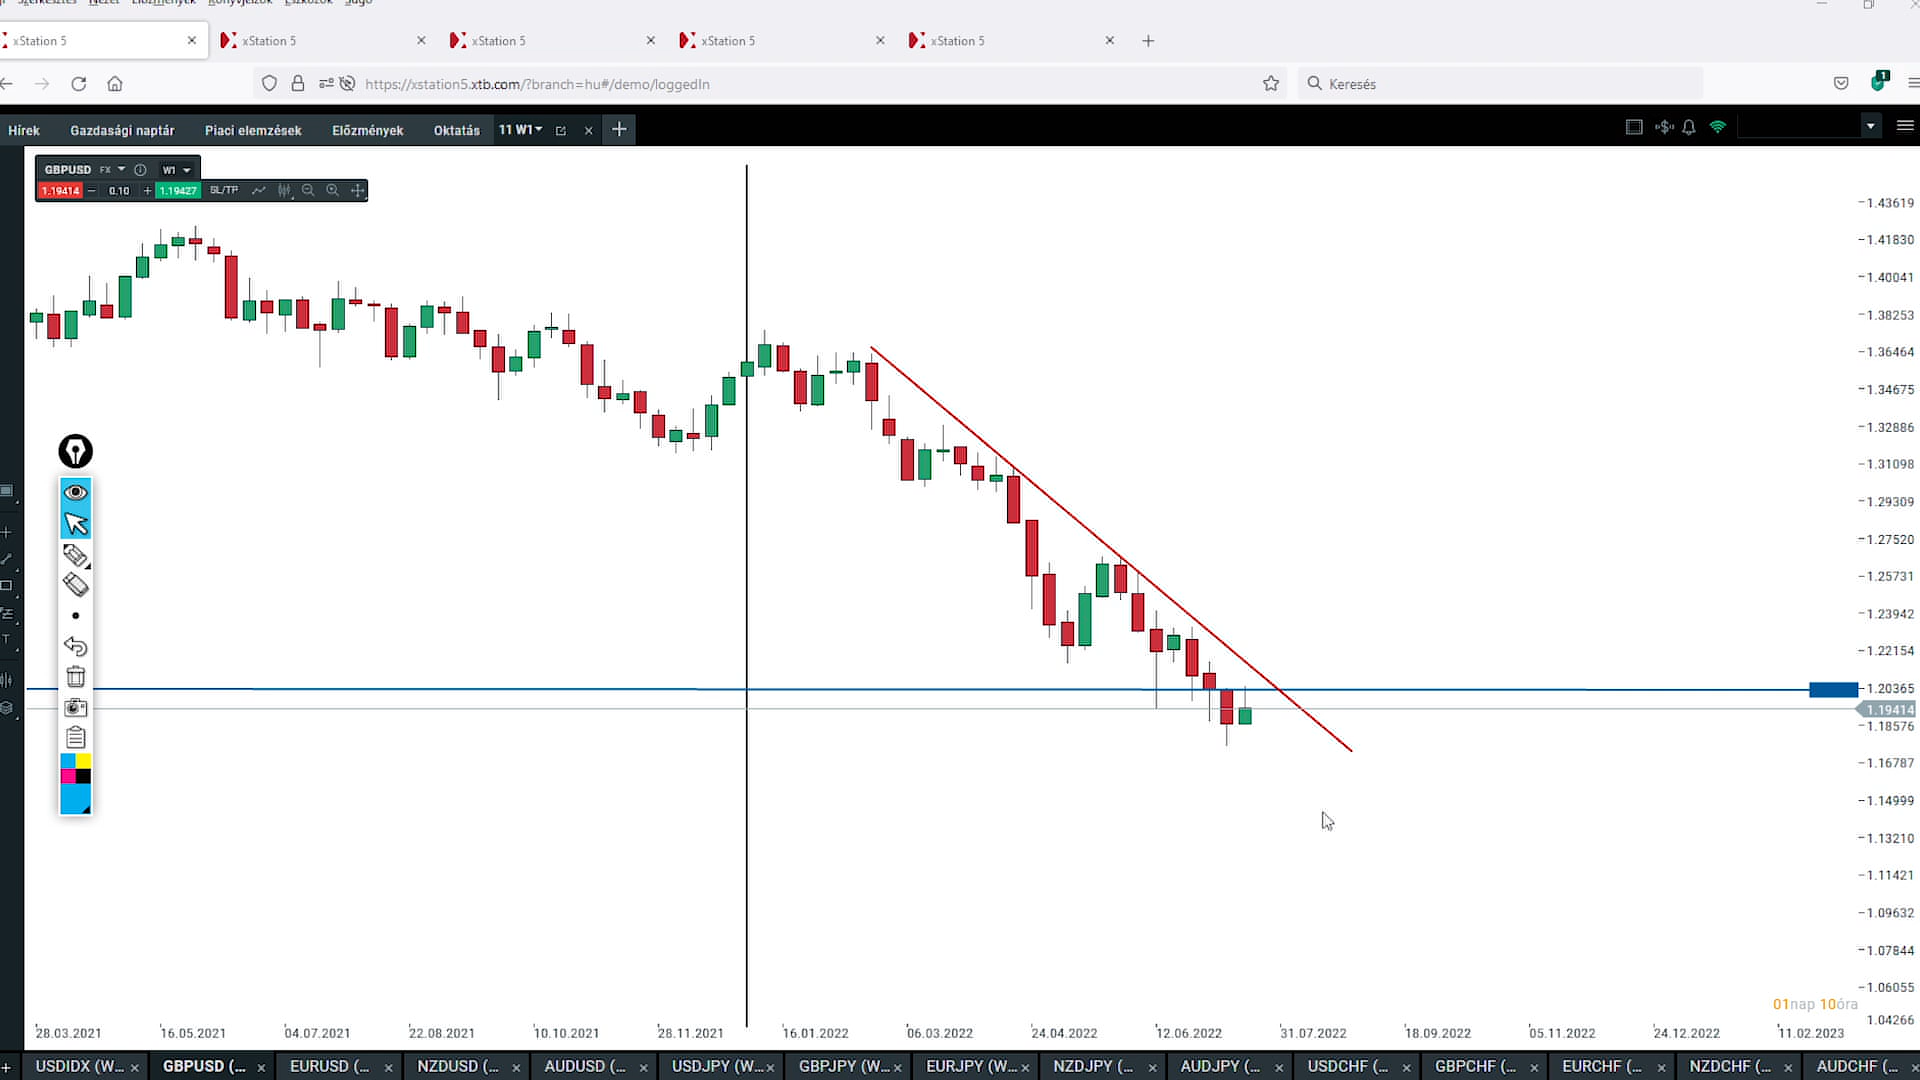 Szerkesztés Nézet Előzmények Könyvjelzők Eszközök Súgó
xStation 5 xStation 5 xStation 5 xStation 5 xStation 5
https://xstation5.xtb.com/?branch=hu#/demo/loggedIn Keresés 1
Hírek Gazdasági naptár Piaci elemzések Előzmények Oktatás 11 W1
GBPUSD FX W1
1.19414 0.10 1.19427 SL/TP
1.43619
1.41830
1.40041
1.38253
1.36464
1.34675
1.32886
1.31098
1.29309
1.27520
1.25731
1.23942
1.22154
1.20365
1.19414
1.18576
1.16787
1.14999
1.13210
1.11421
1.09632
1.07844
1.06055
1.04266
01nap 10óra
28.03.2021 16.05.2021 04.07.2021 22.08.2021 10.10.2021 28.11.2021 16.01.2022 06.03.2022 24.04.2022 12.06.2022 31.07.2022 18.09.2022 05.11.2022 24.12.2022 11.02.2023
USDIDX (W... GBPUSD (... EURUSD (... NZDUSD (... AUDUSD (... USDJPY (W... GBPJPY (W... EURJPY (W... NZDJPY (... AUDJPY (... USDCHF (... GBPCHF (... EURCHF (... NZDCHF (... AUDCHF (...